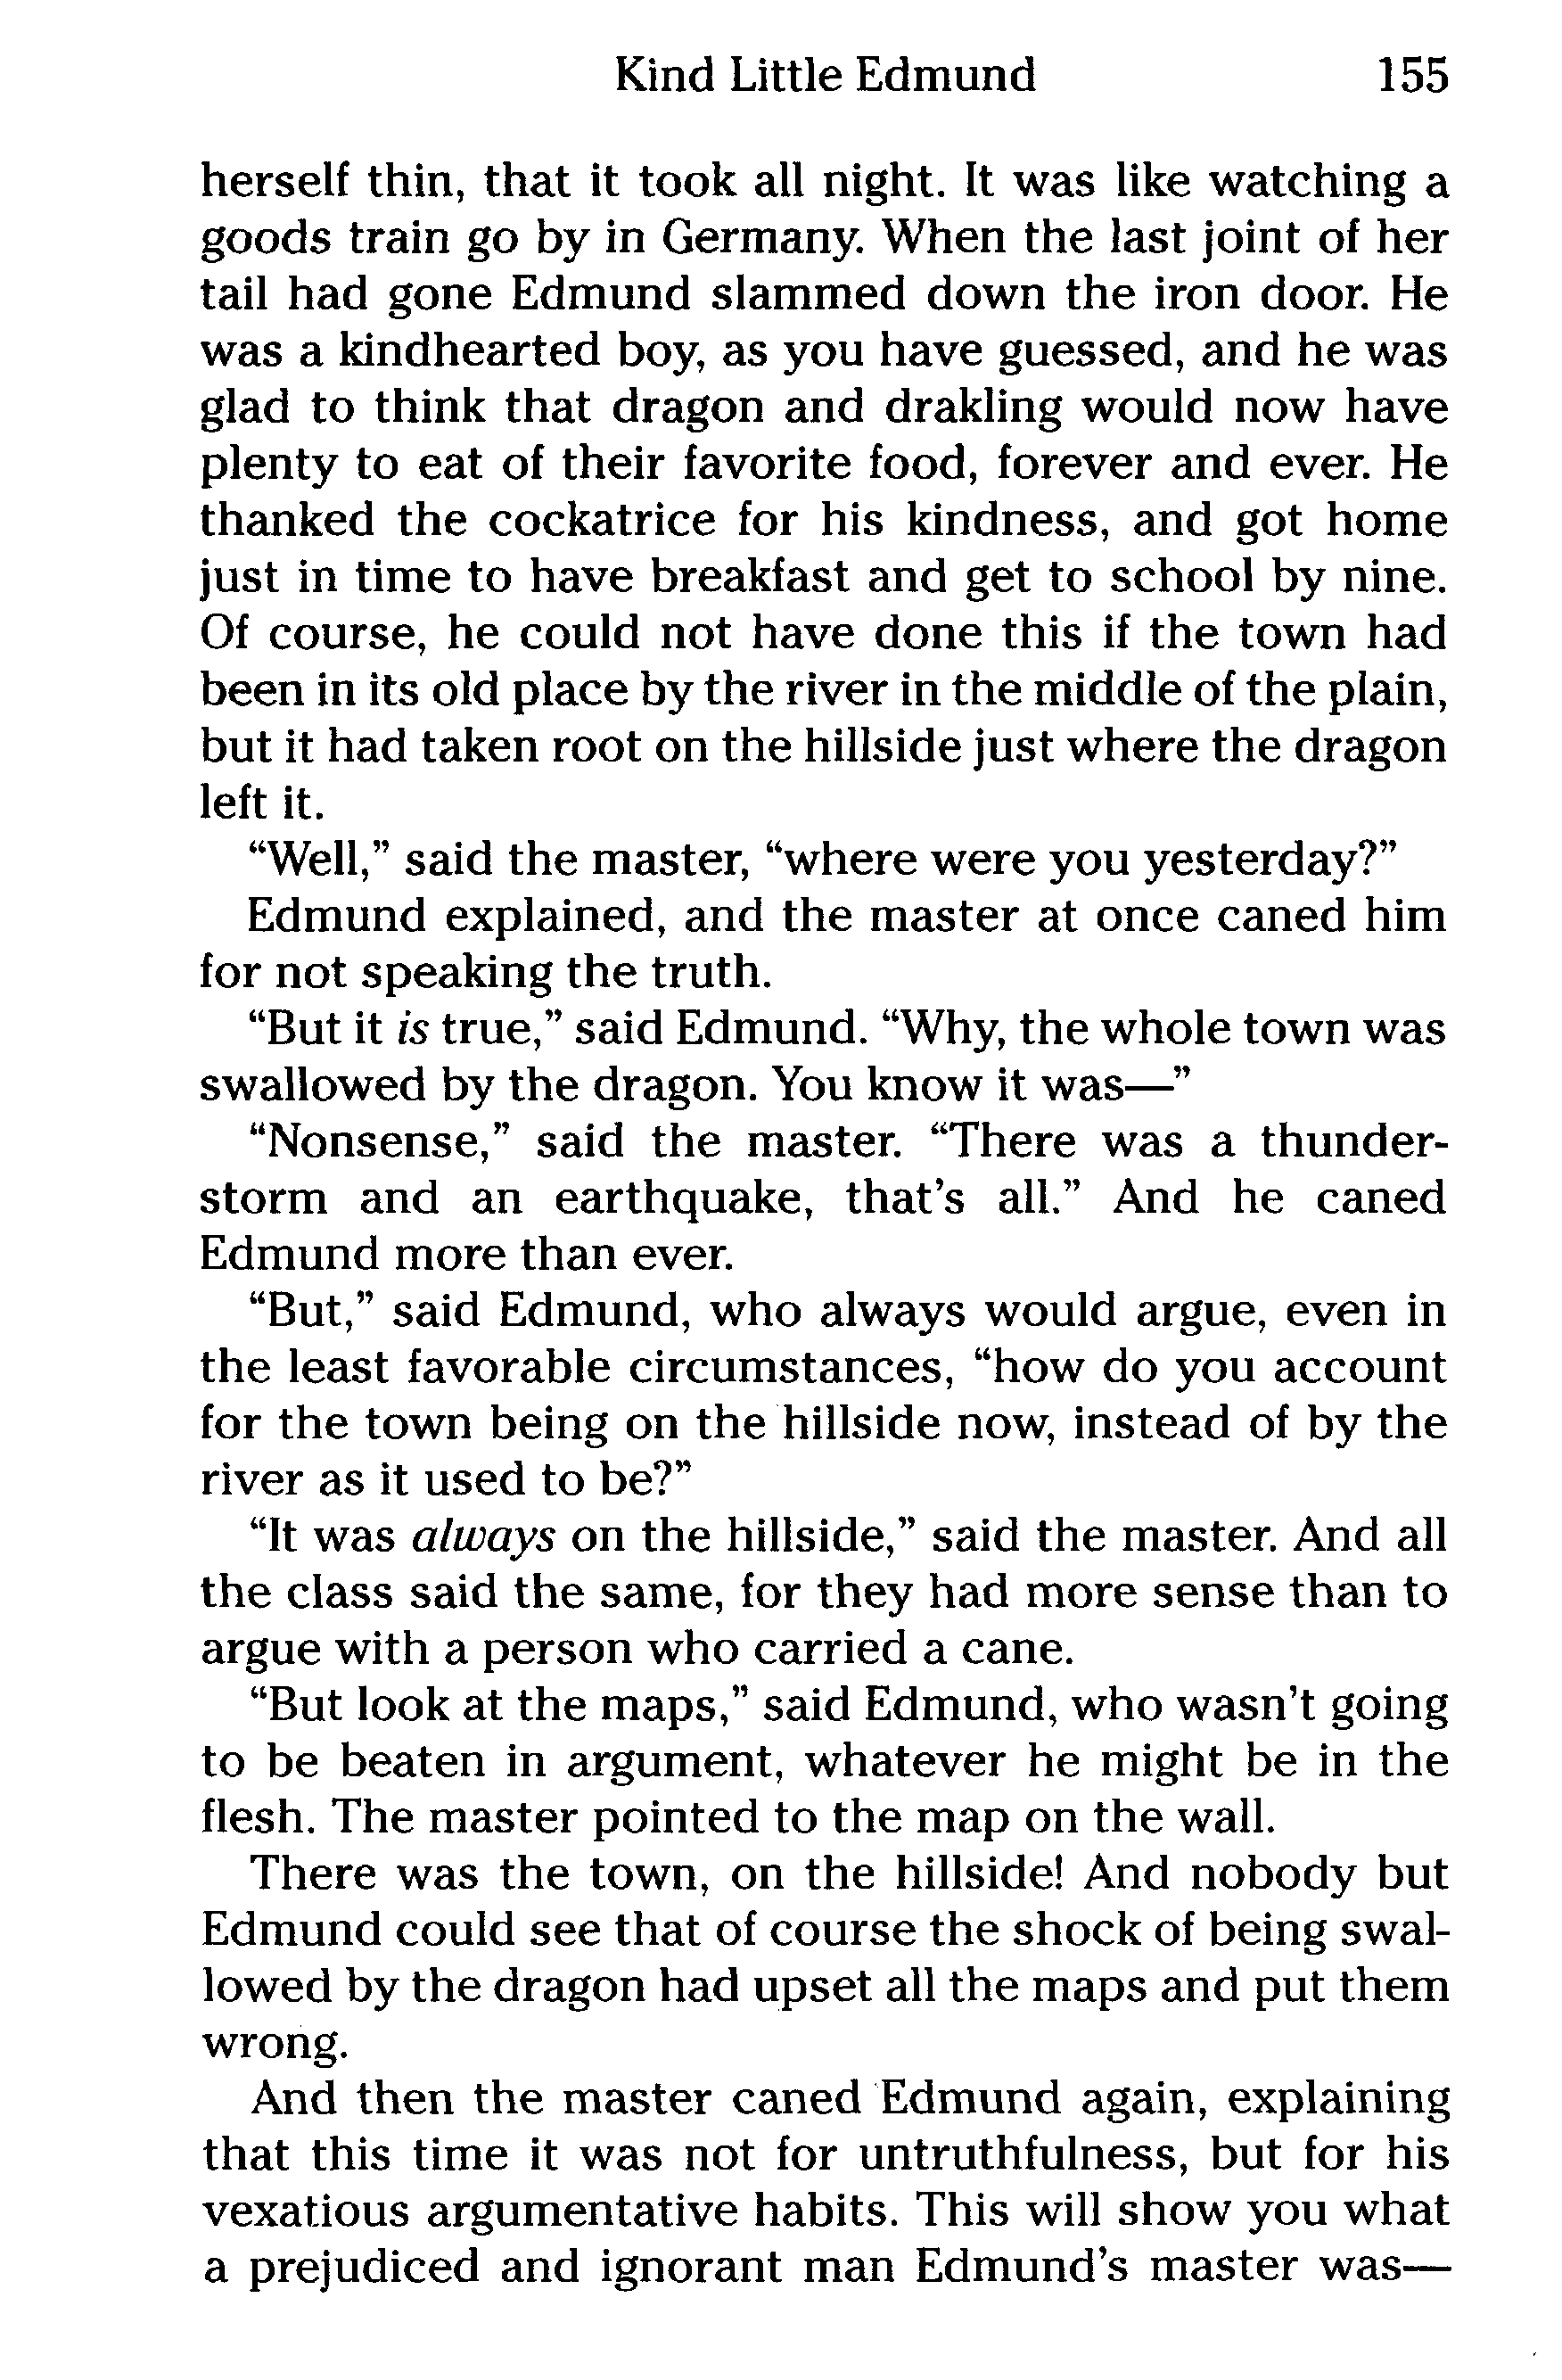 Kind Little Edmund 155
herself thin, that it took all night. It was like watching a
goods train go by in Germany. When the last joint of her
tail had gone Edmund slammed down the iron door. He
was a kindhearted boy, as you have guessed, and he was
glad to think that dragon and drakling would now have
plenty to eat of their favorite food, forever and ever. He
thanked the cockatrice for his kindness, and got home
just in time to have breakfast and get to school by nine.
Of course, he could not have done this if the town had
been in its old place by the river in the middle of the plain,
but it had taken root on the hillside just where the dragon
left it.
“Well,” said the master, “where were you yesterday?”
Edmund explained, and the master at once caned him
for not speaking the truth.
“But it is true,” said Edmund. “Why, the whole town was
swallowed by the dragon. You know it was—”
“Nonsense,” said the master. “There was a thunder-
storm and an earthquake, that’s all.” And he caned
Edmund more than ever.
“But,” said Edmund, who always would argue, even in
the least favorable circumstances, “how do you account
for the town being on the hillside now, instead of by the
river as it used to be?”
“It was always on the hillside,” said the master. And all
the class said the same, for they had more sense than to
argue with a person who carried a cane.
“But look at the maps,” said Edmund, who wasn’t going
to be beaten in argument, whatever he might be in the
flesh. The master pointed to the map on the wall.
There was the town, on the hillside! And nobody but
Edmund could see that of course the shock of being swal-
lowed by the dragon had upset all the maps and put them
wrong.
And then the master caned Edmund again, explaining
that this time it was not for untruthfulness, but for his
vexatious argumentative habits. This will show you what
a prejudiced and ignorant man Edmund’s master was—